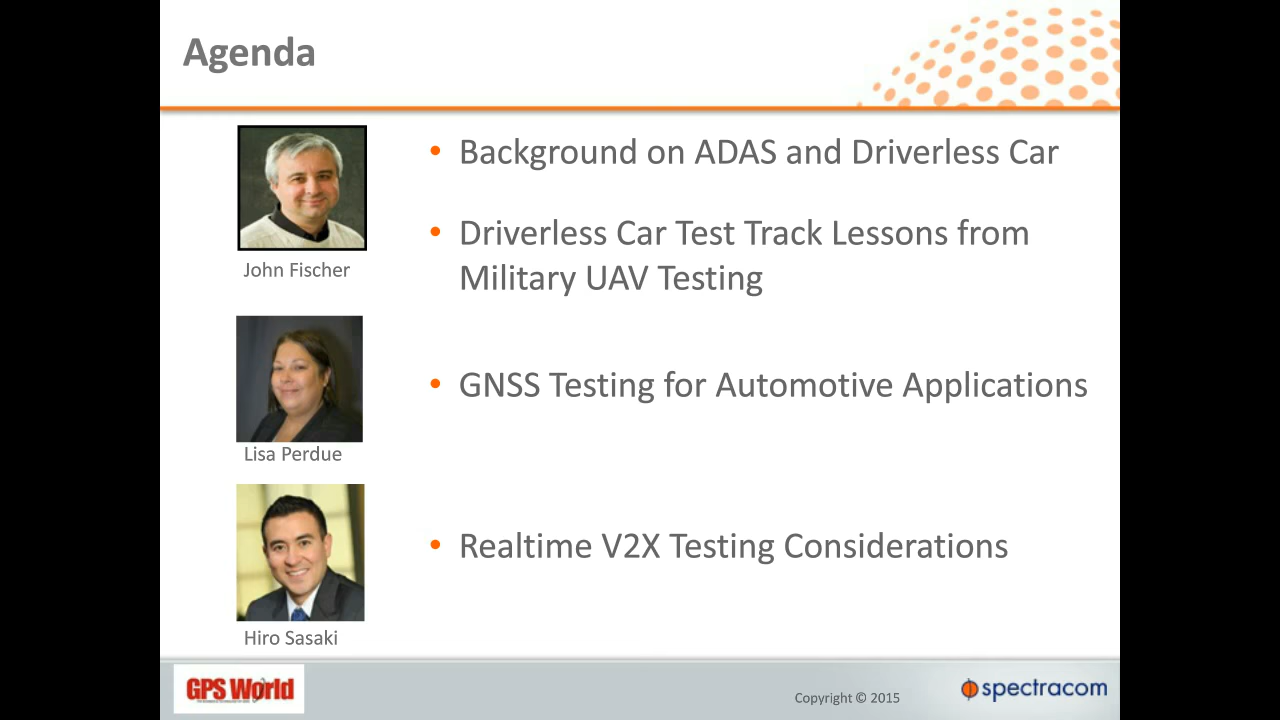 Agenda
John Fischer
• Background on ADAS and Driverless Car
• Driverless Car Test Track Lessons from
Military UAV Testing
Lisa Perdue
• GNSS Testing for Automotive Applications
Hiro Sasaki
• Realtime V2X Testing Considerations
GPS World
Copyright © 2015
spectracom